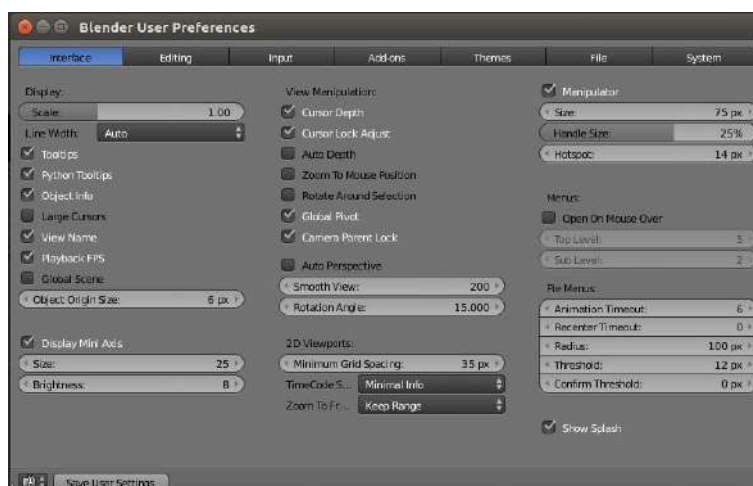 Blender User Preferences
Interface Editing Input Add-ons Themes File System
Display:
Scale: 1.00
Line Width: Auto
Tooltips
Python Tooltips
Object Info
Large Cursors
View Name
Playback FPS
Global Scene
Object Origin Size: 6 px
Display Mini Axis
Size: 25
Brightness: 8
View Manipulation:
Cursor Depth
Cursor Lock Adjust
Auto Depth
Zoom To Mouse Position
Rotate Around Selection
Global Pivot
Camera Parent Lock
Auto Perspective
Smooth View: 200
Rotation Angle: 15.000
2D Viewports:
Minimum Grid Spacing: 35 px
TimeCode S... Minimal Info
Zoom To Fr... Keep Range
Manipulator
Size: 75 px
Handle Size: 25%
Hotspot: 14 px
Menus:
Open On Mouse Over
Top Level: 5
Sub Level: 2
Pie Menus:
Animation Timeout: 6
Recenter Timeout: 0
Radius: 100 px
Threshold: 12 px
Confirm Threshold: 0 px
Show Splash
Save User Settings